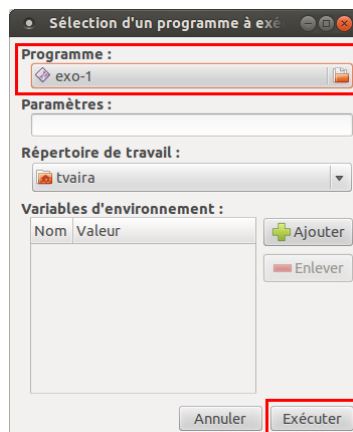 Sélection d'un programme à exé
Programme :
exo-1
Paramètres :
Répertoire de travail :
tvaira
Variables d'environnement :
Nom Valeur
Ajouter
Enlever
Annuler Exécuter